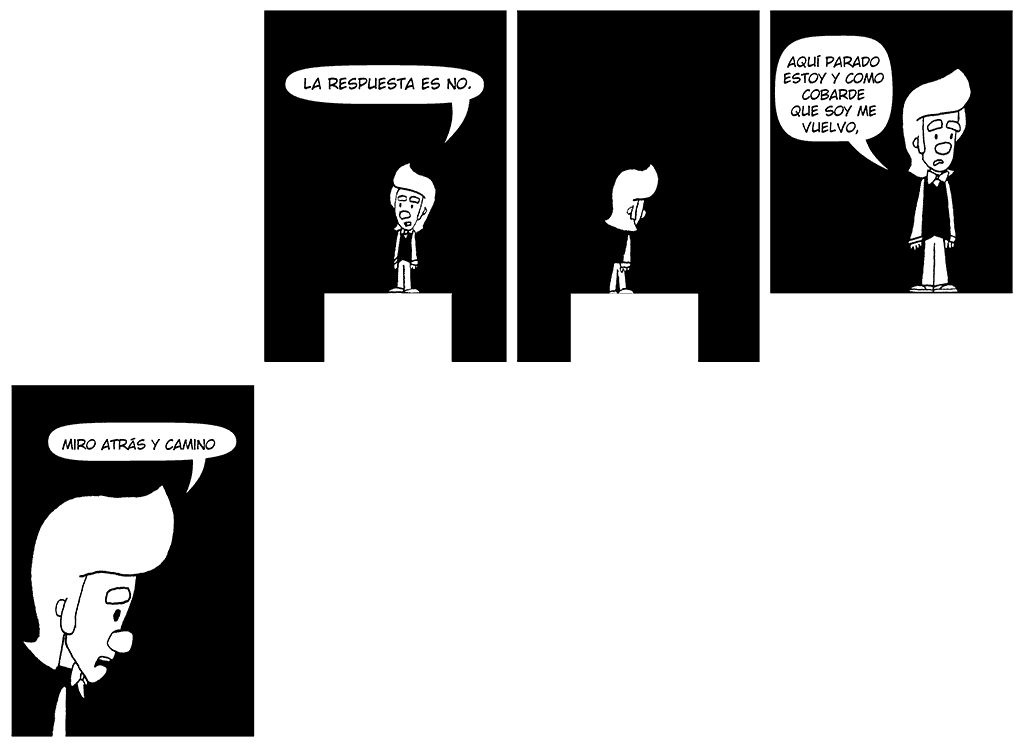 LA RESPUESTA ES NO.
AQUÍ PARADO
ESTOY Y COMO
COBARDE
QUE SOY ME
VUELVO,
MIRO ATRÁS Y CAMINO